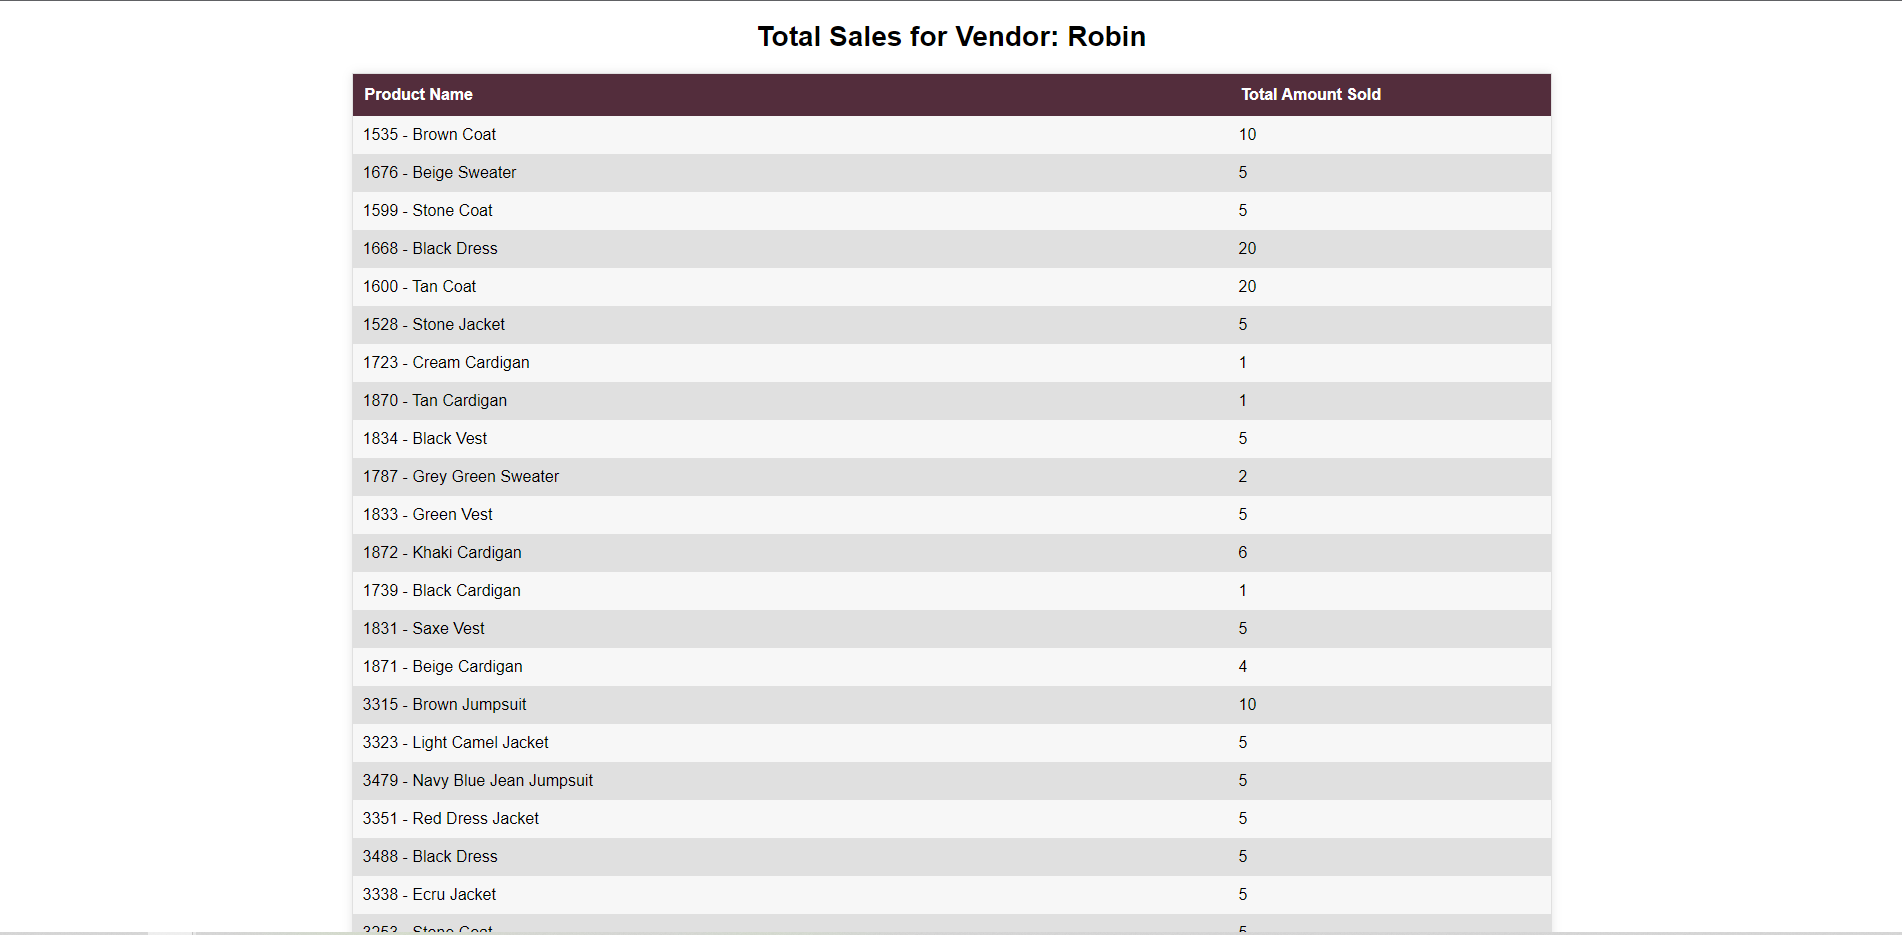 Total Sales for Vendor: Robin
Product Name Total Amount Sold
1535 - Brown Coat 10
1676 - Beige Sweater 5
1599 - Stone Coat 5
1668 - Black Dress 20
1600 - Tan Coat 20
1528 - Stone Jacket 5
1723 - Cream Cardigan 1
1870 - Tan Cardigan 1
1834 - Black Vest 5
1787 - Grey Green Sweater 2
1833 - Green Vest 5
1872 - Khaki Cardigan 6
1739 - Black Cardigan 1
1831 - Saxe Vest 5
1871 - Beige Cardigan 4
3315 - Brown Jumpsuit 10
3323 - Light Camel Jacket 5
3479 - Navy Blue Jean Jumpsuit 5
3351 - Red Dress Jacket 5
3488 - Black Dress 5
3338 - Ecru Jacket 5
3253 - Stone Coat 5